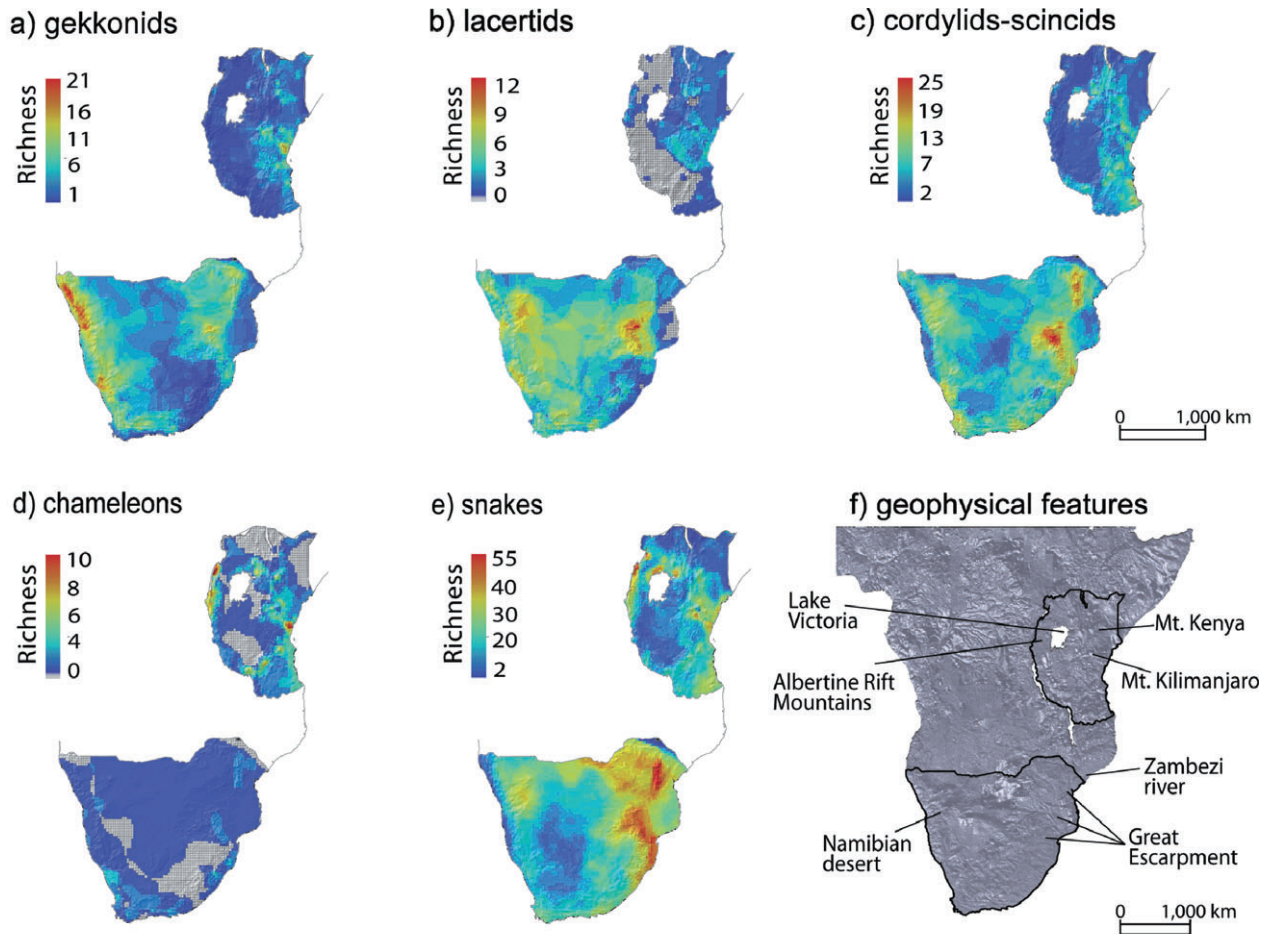 a) gekkonids
Richness
21
16
11
6
1
b) lacertids
Richness
12
9
6
3
0
c) cordylids-scincids
Richness
25
19
13
7
2
0 1,000 km
d) chameleons
Richness
10
8
6
4
2
0
e) snakes
Richness
55
40
30
20
2
f) geophysical features
Lake
Victoria
Albertine Rift
Mountains
Namibian
desert
Mt. Kenya
Mt. Kilimanjaro
Zambezi
river
Great
Escarpment
0 1,000 km